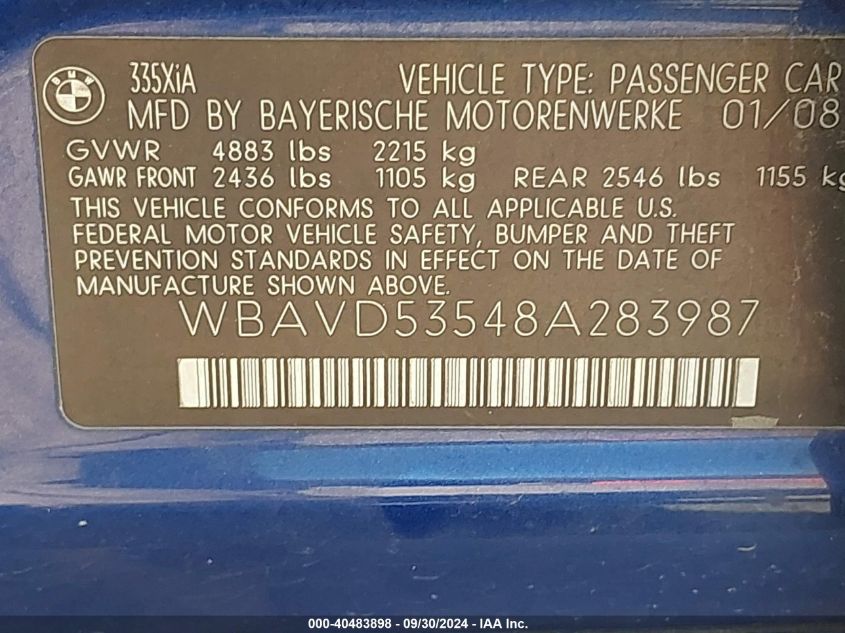 BMW
335XiA VEHICLE TYPE: PASSENGER CAR
MFD BY BAYERISCHE MOTORENWERKE 01/08
GVWR 4883 lbs 2215 kg
GAWR FRONT 2436 lbs 1105 kg REAR 2546 lbs 1155 kg
THIS VEHICLE CONFORMS TO ALL APPLICABLE U.S.
FEDERAL MOTOR VEHICLE SAFETY, BUMPER AND THEFT
PREVENTION STANDARDS IN EFFECT ON THE DATE OF
MANUFACTURE SHOWN ABOVE.
WBAVD53548A283987
000-40483898 - 09/30/2024 - IAA Inc.